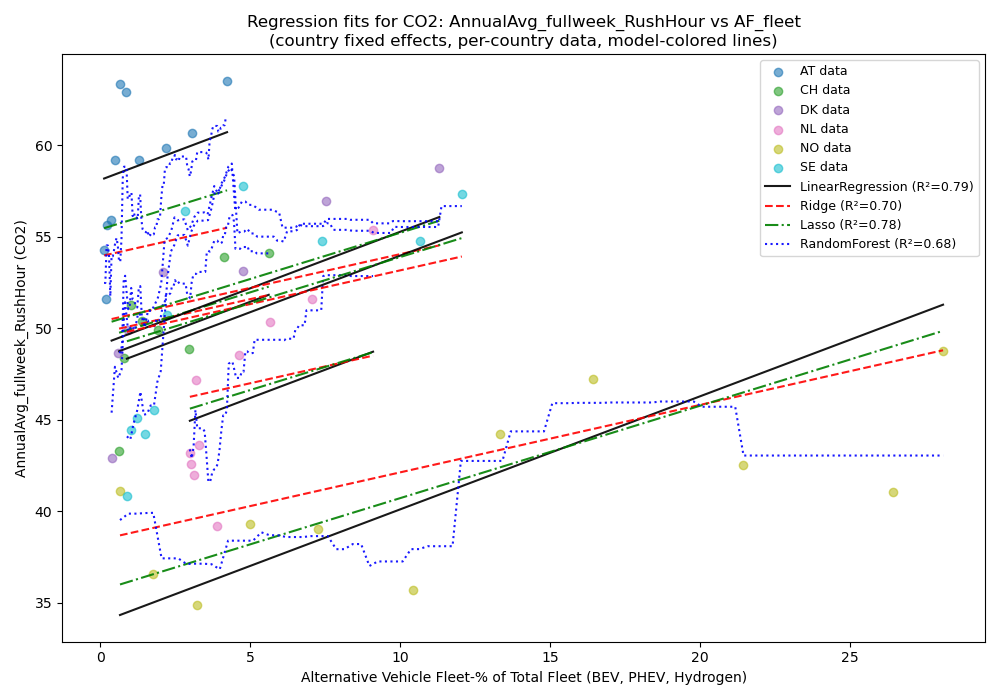 Regression fits for CO2: AnnualAvg_fullweek_RushHour vs AF_fleet
(country fixed effects, per-country data, model-colored lines)
AT data
CH data
DK data
NL data
NO data
SE data
LinearRegression (R²=0.79)
Ridge (R²=0.70)
Lasso (R²=0.78)
RandomForest (R²=0.68)
AnnualAvg_fullweek_RushHour (CO2)
60
55
50
45
40
35
0 5 10 15 20 25
Alternative Vehicle Fleet-% of Total Fleet (BEV, PHEV, Hydrogen)